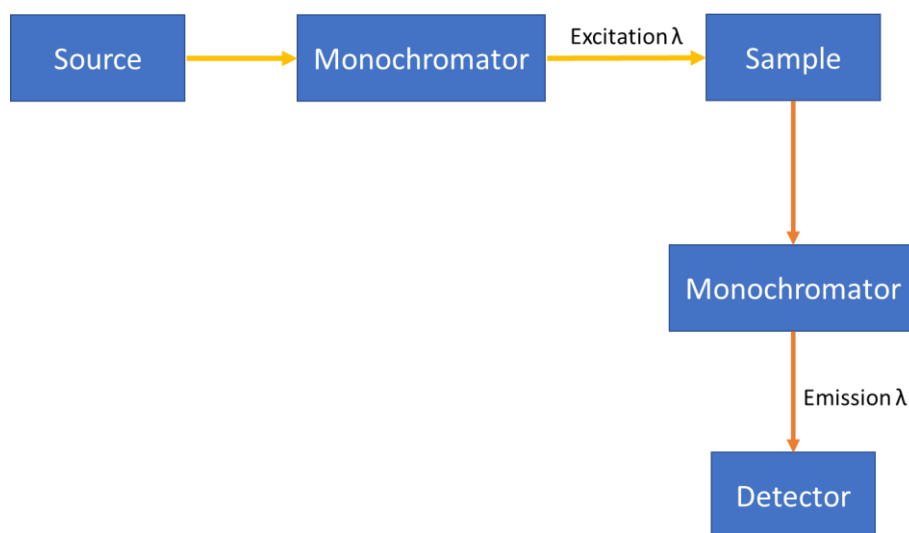 Source
Monochromator
Excitation λ
Sample
Monochromator
Emission λ
Detector